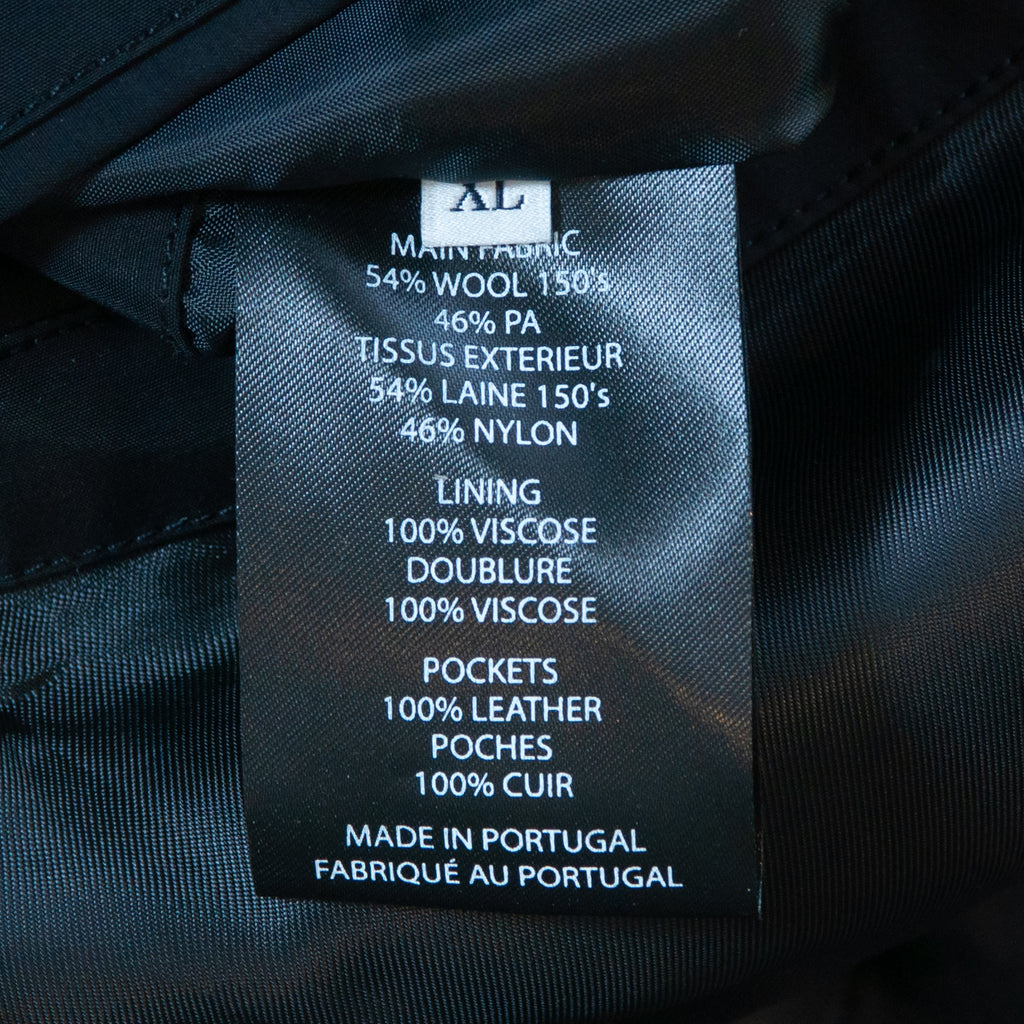 XL
MAIN FABRIC
54% WOOL 150's
46% PA
TISSUS EXTERIEUR
54% LAINE 150's
46% NYLON
LINING
100% VISCOSE
DOUBLURE
100% VISCOSE
POCKETS
100% LEATHER
POCHES
100% CUIR
MADE IN PORTUGAL
FABRIQUÉ AU PORTUGAL